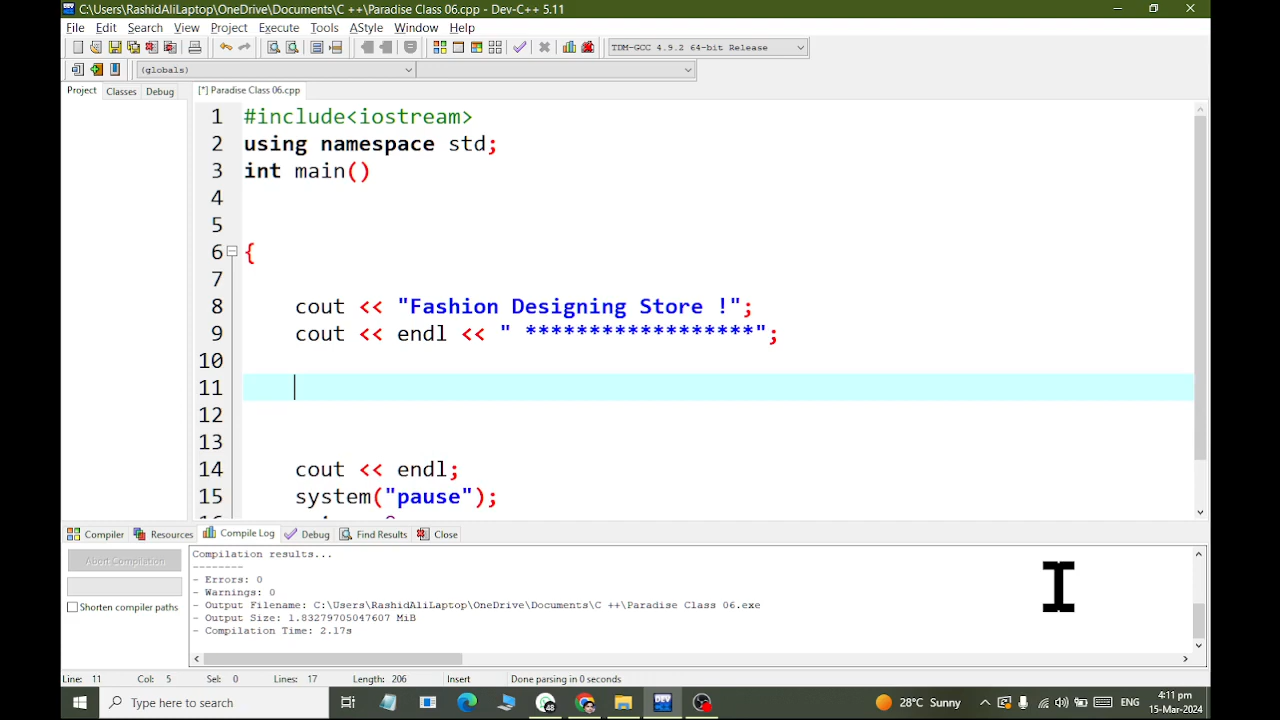 C:\Users\RashidAliLaptop\OneDrive\Documents\C ++\Paradise Class 06.cpp - Dev-C++ 5.11
File Edit Search View Project Execute Tools AStyle Window Help
TDM-GCC 4.9.2 64-bit Release
(globals)
Project Classes Debug
[*] Paradise Class 06.cpp
1 #include<iostream>
2 using namespace std;
3 int main()
4
5
6 {
7
8 cout << "Fashion Designing Store !";
9 cout << endl << " ******************";
10
11
12
13
14 cout << endl;
15 system("pause");
Compiler Resources Compile Log Debug Find Results Close
Abort Compilation
Shorten compiler paths
Compilation results...
--------
- Errors: 0
- Warnings: 0
- Output Filename: C:\Users\RashidAliLaptop\OneDrive\Documents\C ++\Paradise Class 06.exe
- Output Size: 1.83279705047607 MiB
- Compilation Time: 2.17s
Line: 11 Col: 5 Sel: 0 Lines: 17 Length: 206 Insert Done parsing in 0 seconds
Type here to search
28°C Sunny
ENG
4:11 pm
15-Mar-2024